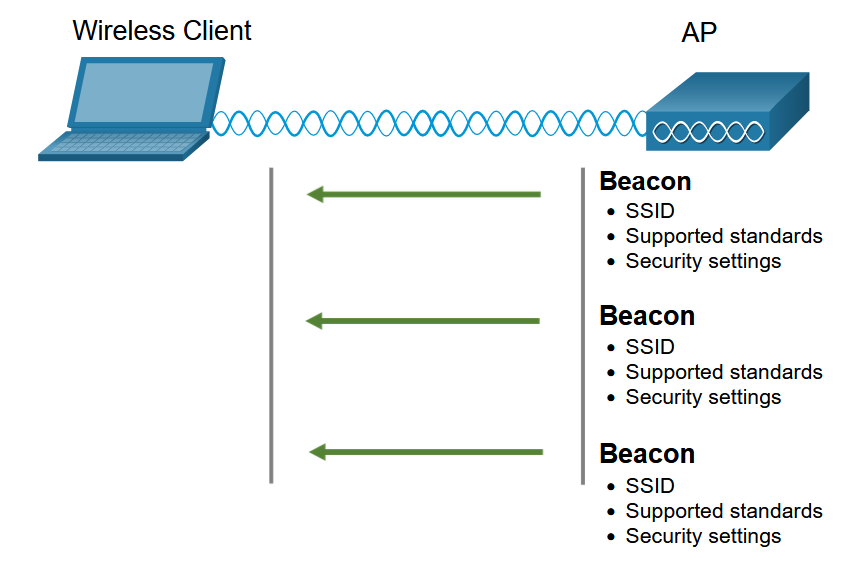 Wireless Client
AP
Beacon
• SSID
• Supported standards
• Security settings
Beacon
• SSID
• Supported standards
• Security settings
Beacon
• SSID
• Supported standards
• Security settings